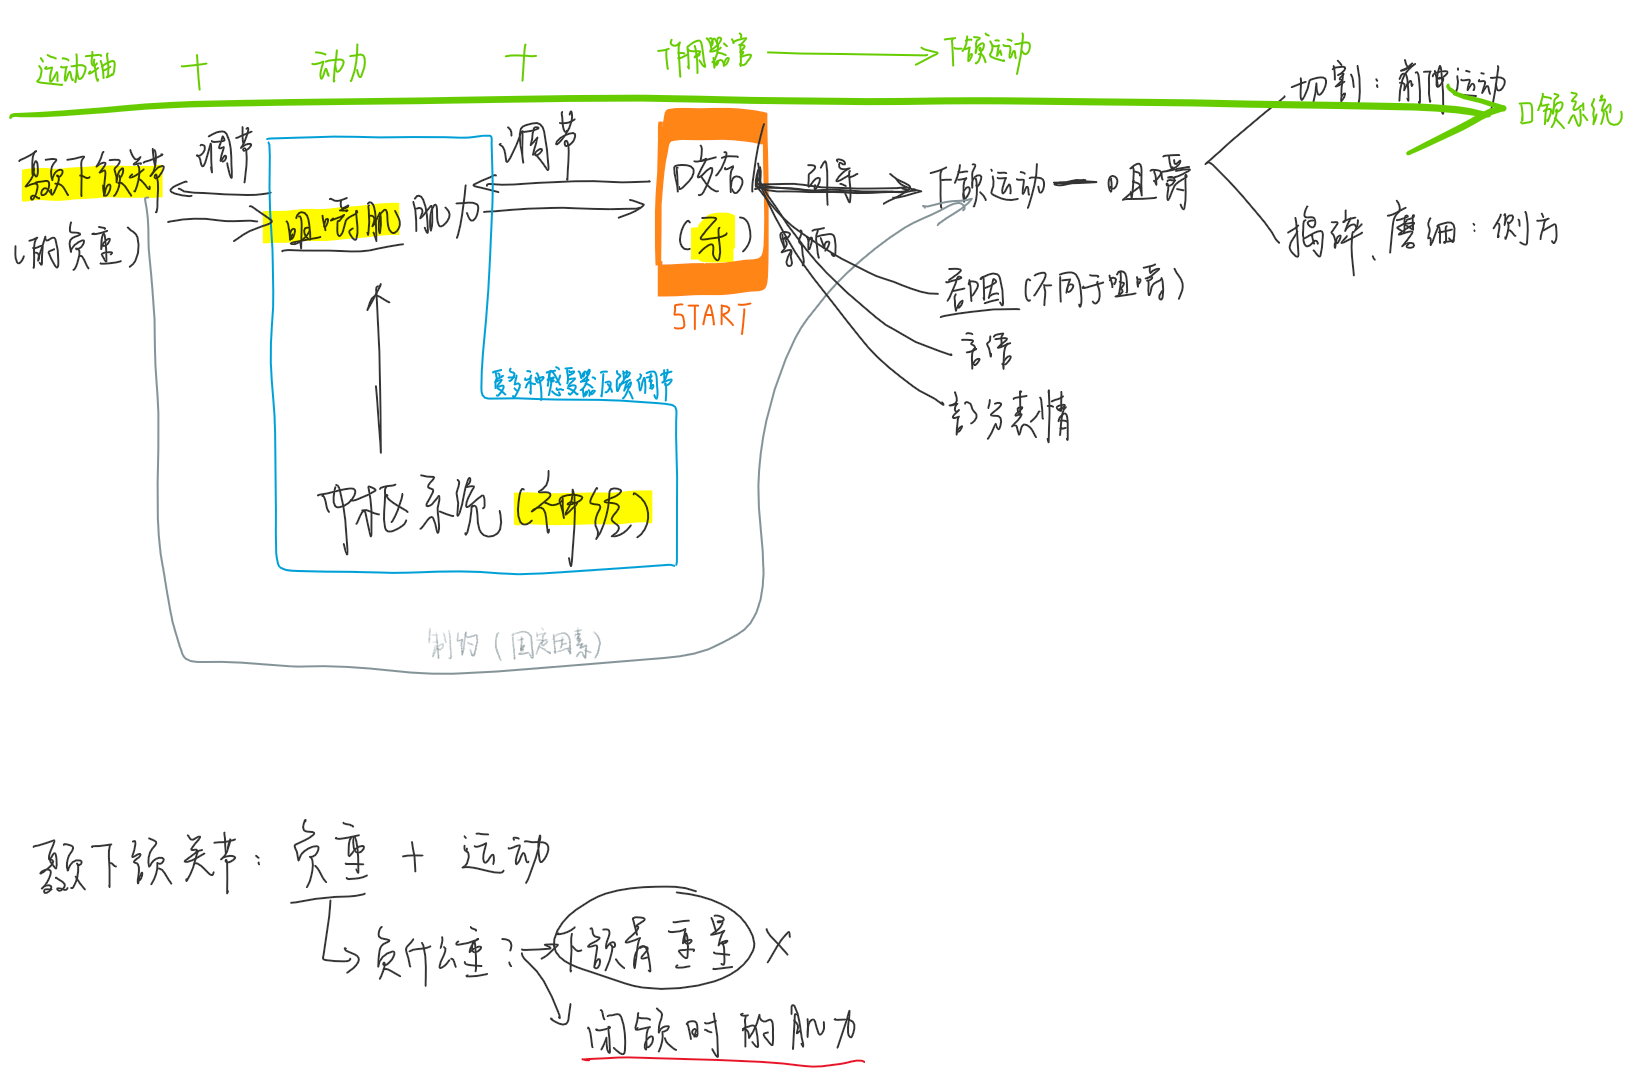 运动轴 + 动力 + 作用器官 → 下颌运动
口颌系统
颞下颌关节
(的负重)
调节
咀嚼肌 肌力
调节
咬合
(牙)
START
引导
影响
下颌运动 — 咀嚼
切割：前伸运动
捣碎、磨细：侧方
吞咽 (不同于咀嚼)
言语
部分表情
受多种感受器反馈调节
中枢系统 (神经)
制约 (固定因素)
颞下颌关节：负重 + 运动
负什么重？ → 下颌骨重量 ×
闭颌时的肌力